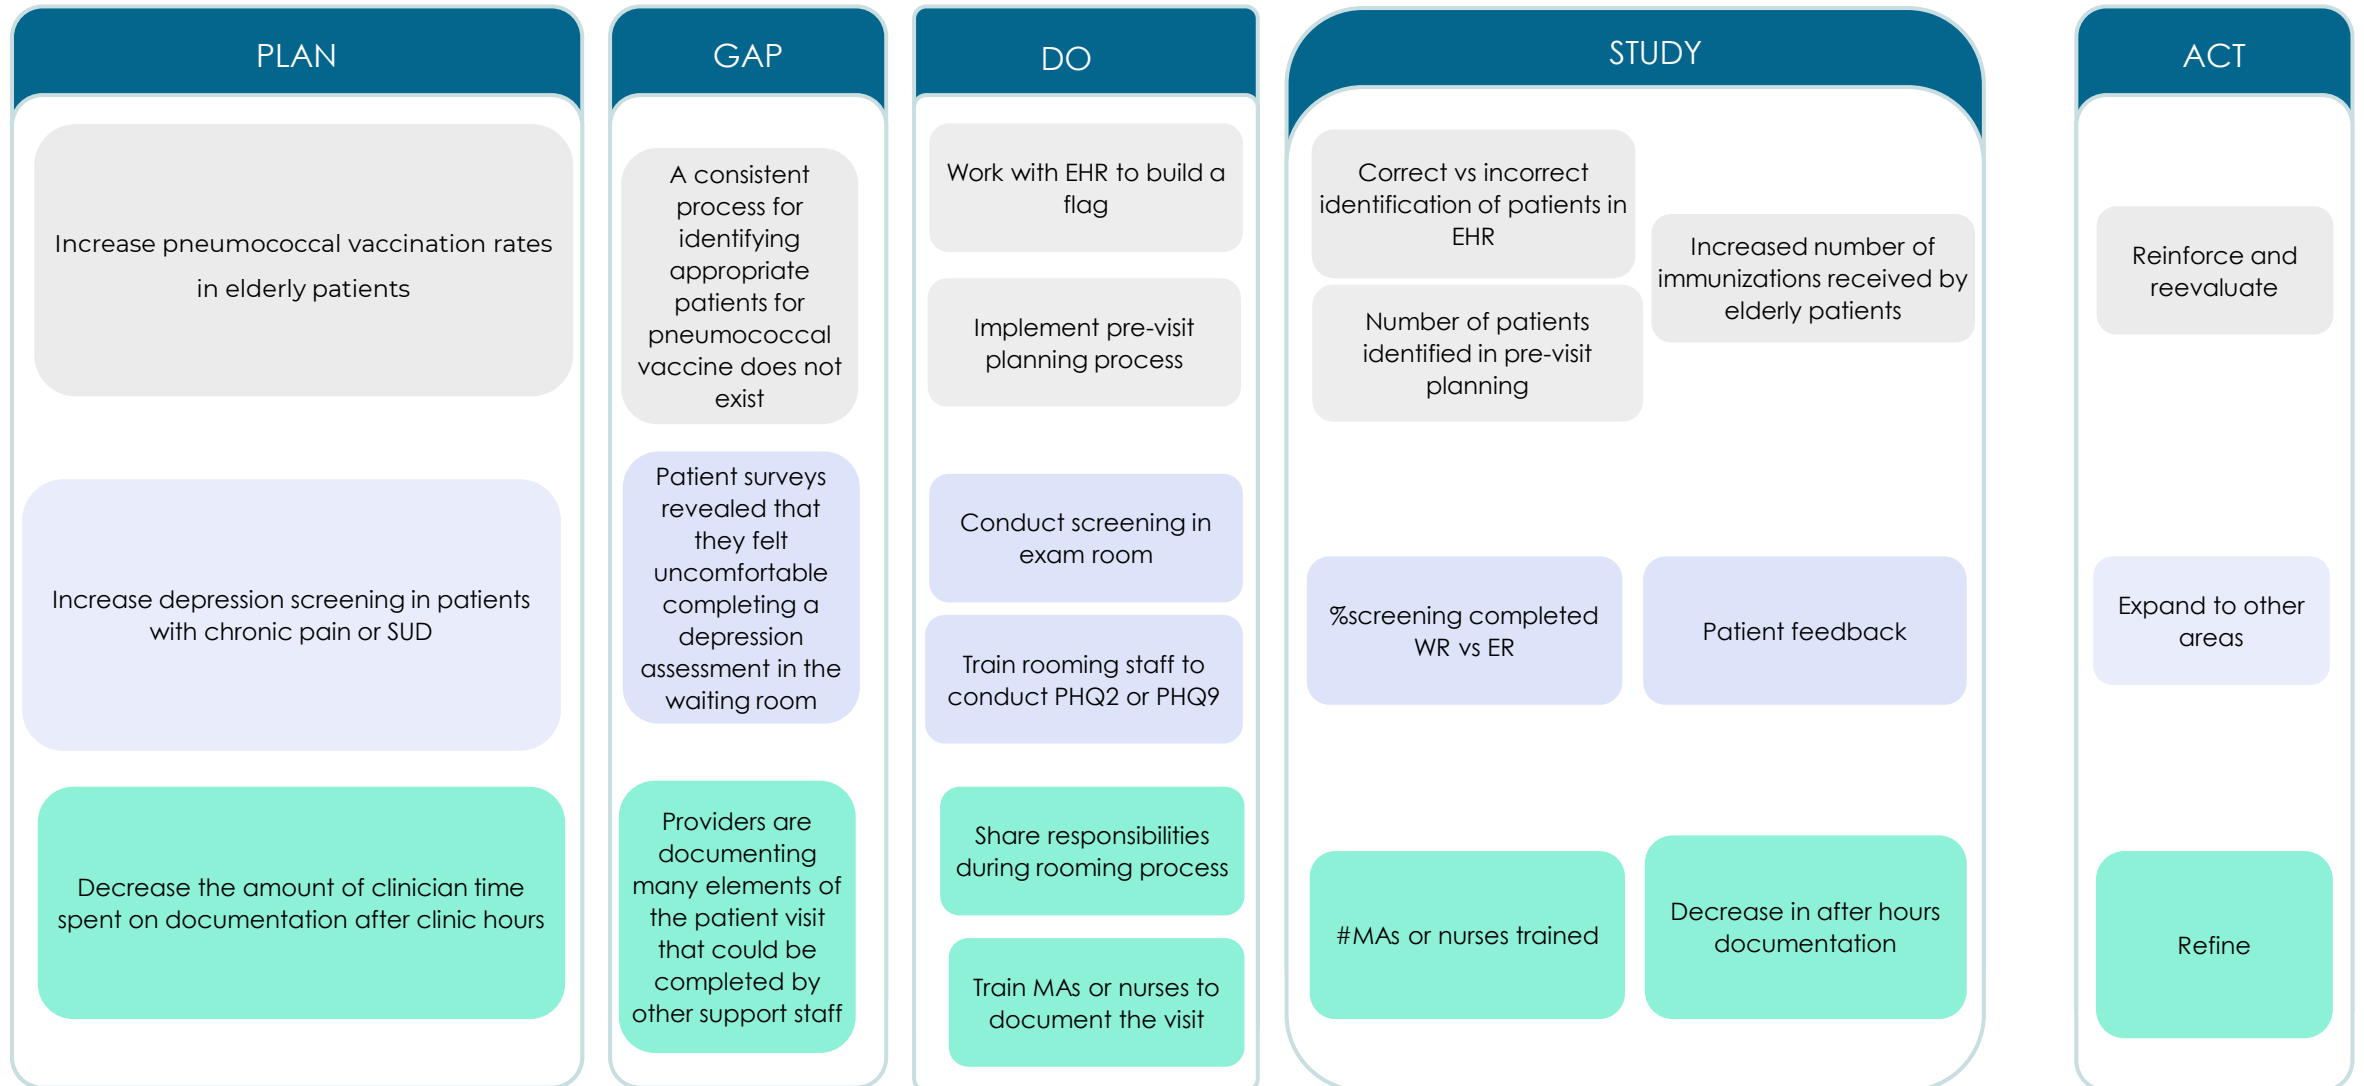 PLAN
GAP
DO
STUDY
ACT
Increase pneumococcal vaccination rates
in elderly patients
A consistent
process for
identifying
appropriate
patients for
pneumococcal
vaccine does not
exist
Work with EHR to build a
flag
Implement pre-visit
planning process
Correct vs incorrect
identification of patients in
EHR
Number of patients
identified in pre-visit
planning
Increased number of
immunizations received by
elderly patients
Reinforce and
reevaluate
Increase depression screening in patients
with chronic pain or SUD
Patient surveys
revealed that
they felt
uncomfortable
completing a
depression
assessment in the
waiting room
Conduct screening in
exam room
Train rooming staff to
conduct PHQ2 or PHQ9
%screening completed
WR vs ER
Patient feedback
Expand to other
areas
Decrease the amount of clinician time
spent on documentation after clinic hours
Providers are
documenting
many elements of
the patient visit
that could be
completed by
other support staff
Share responsibilities
during rooming process
Train MAs or nurses to
document the visit
#MAs or nurses trained
Decrease in after hours
documentation
Refine